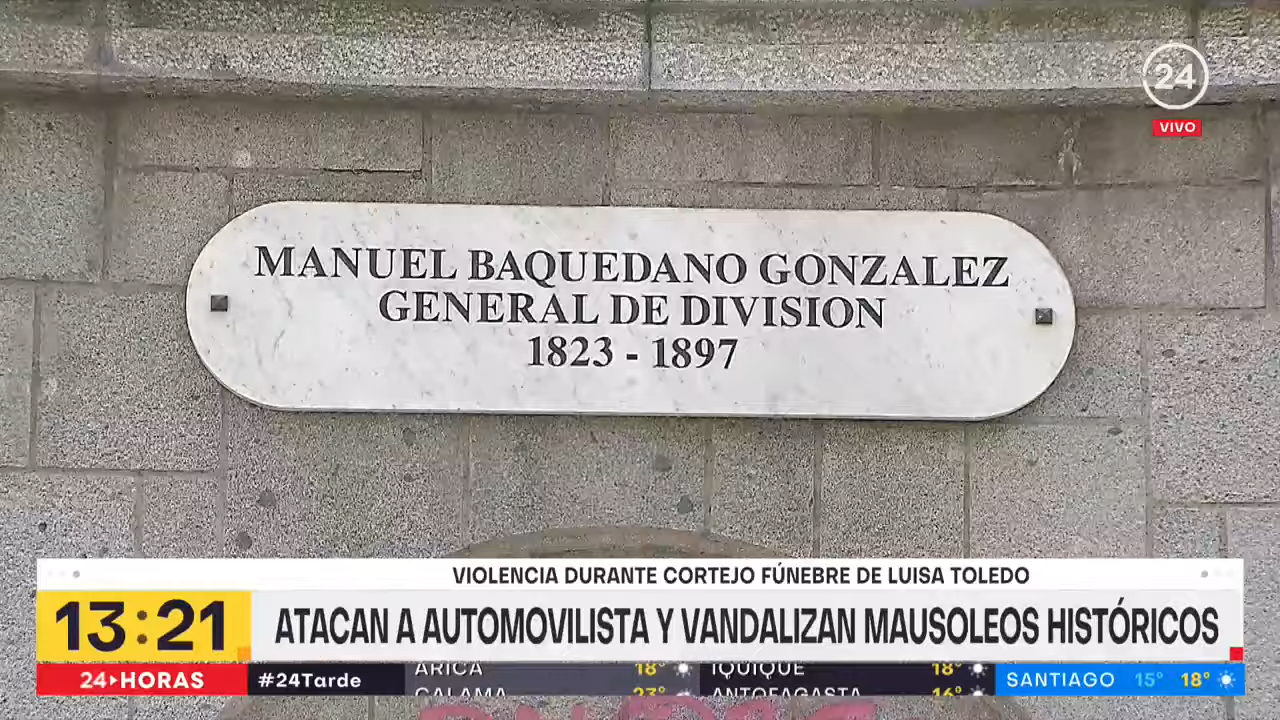 24
VIVO
MANUEL BAQUEDANO GONZALEZ
GENERAL DE DIVISION
1823 - 1897
VIOLENCIA DURANTE CORTEJO FÚNEBRE DE LUISA TOLEDO
13:21
ATACAN A AUTOMOVILISTA Y VANDALIZAN MAUSOLEOS HISTÓRICOS
24 HORAS
#24Tarde
ARICA 18°
IQUIQUE 18°
CALAMA 23°
ANTOFAGASTA 16°
SANTIAGO 15° 18°